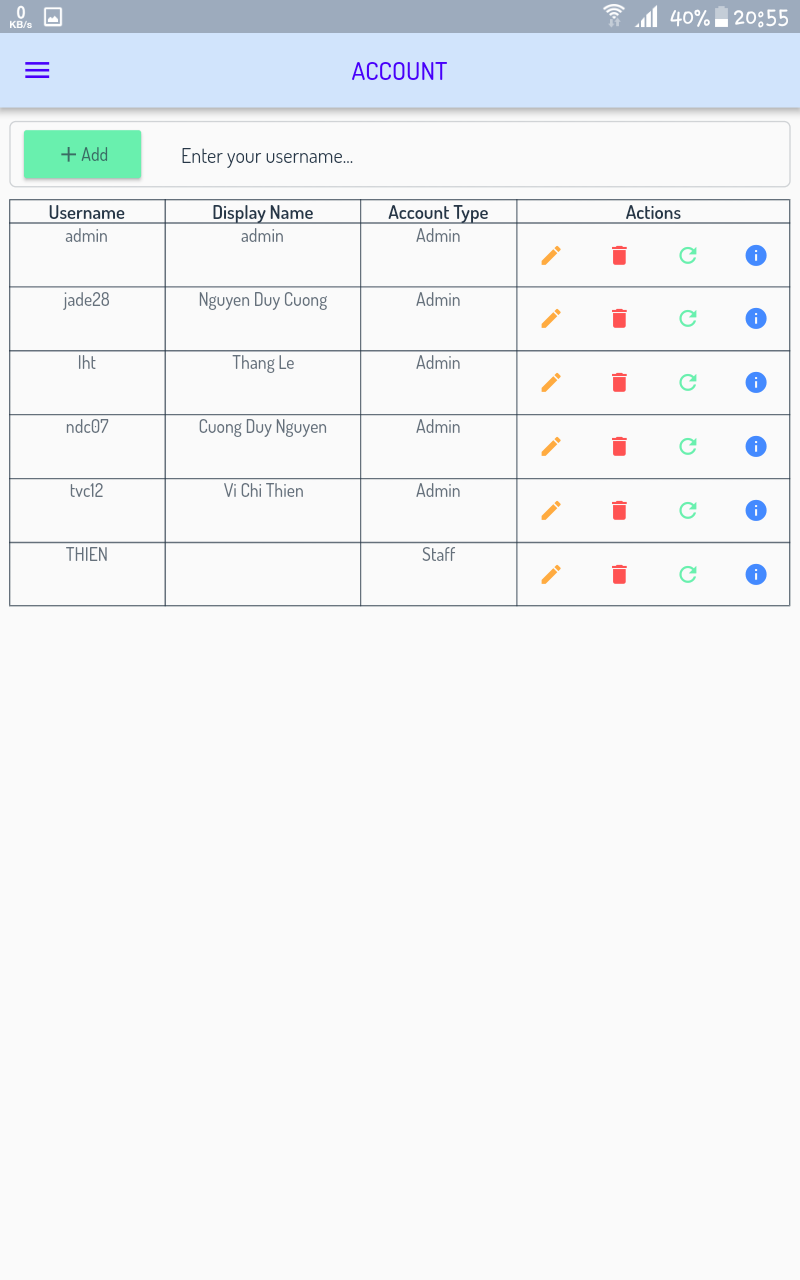 0
KB/s
40% 20:55
ACCOUNT
+ Add Enter your username...
Username Display Name Account Type Actions
admin admin Admin
jade28 Nguyen Duy Cuong Admin
lht Thang Le Admin
ndc07 Cuong Duy Nguyen Admin
tvc12 Vi Chi Thien Admin
THIEN Staff